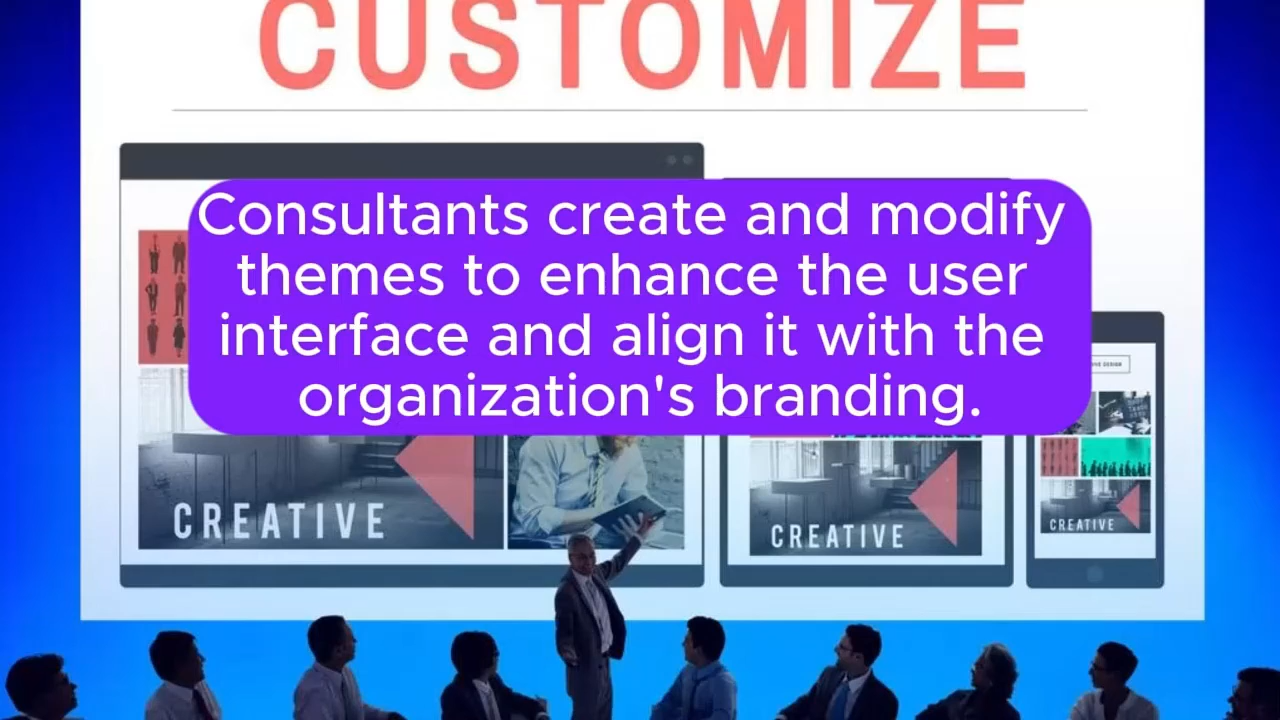 CUSTOMIZE
Consultants create and modify
themes to enhance the user
interface and align it with the
organization's branding.
CREATIVE
CREATIVE
CREATIVE